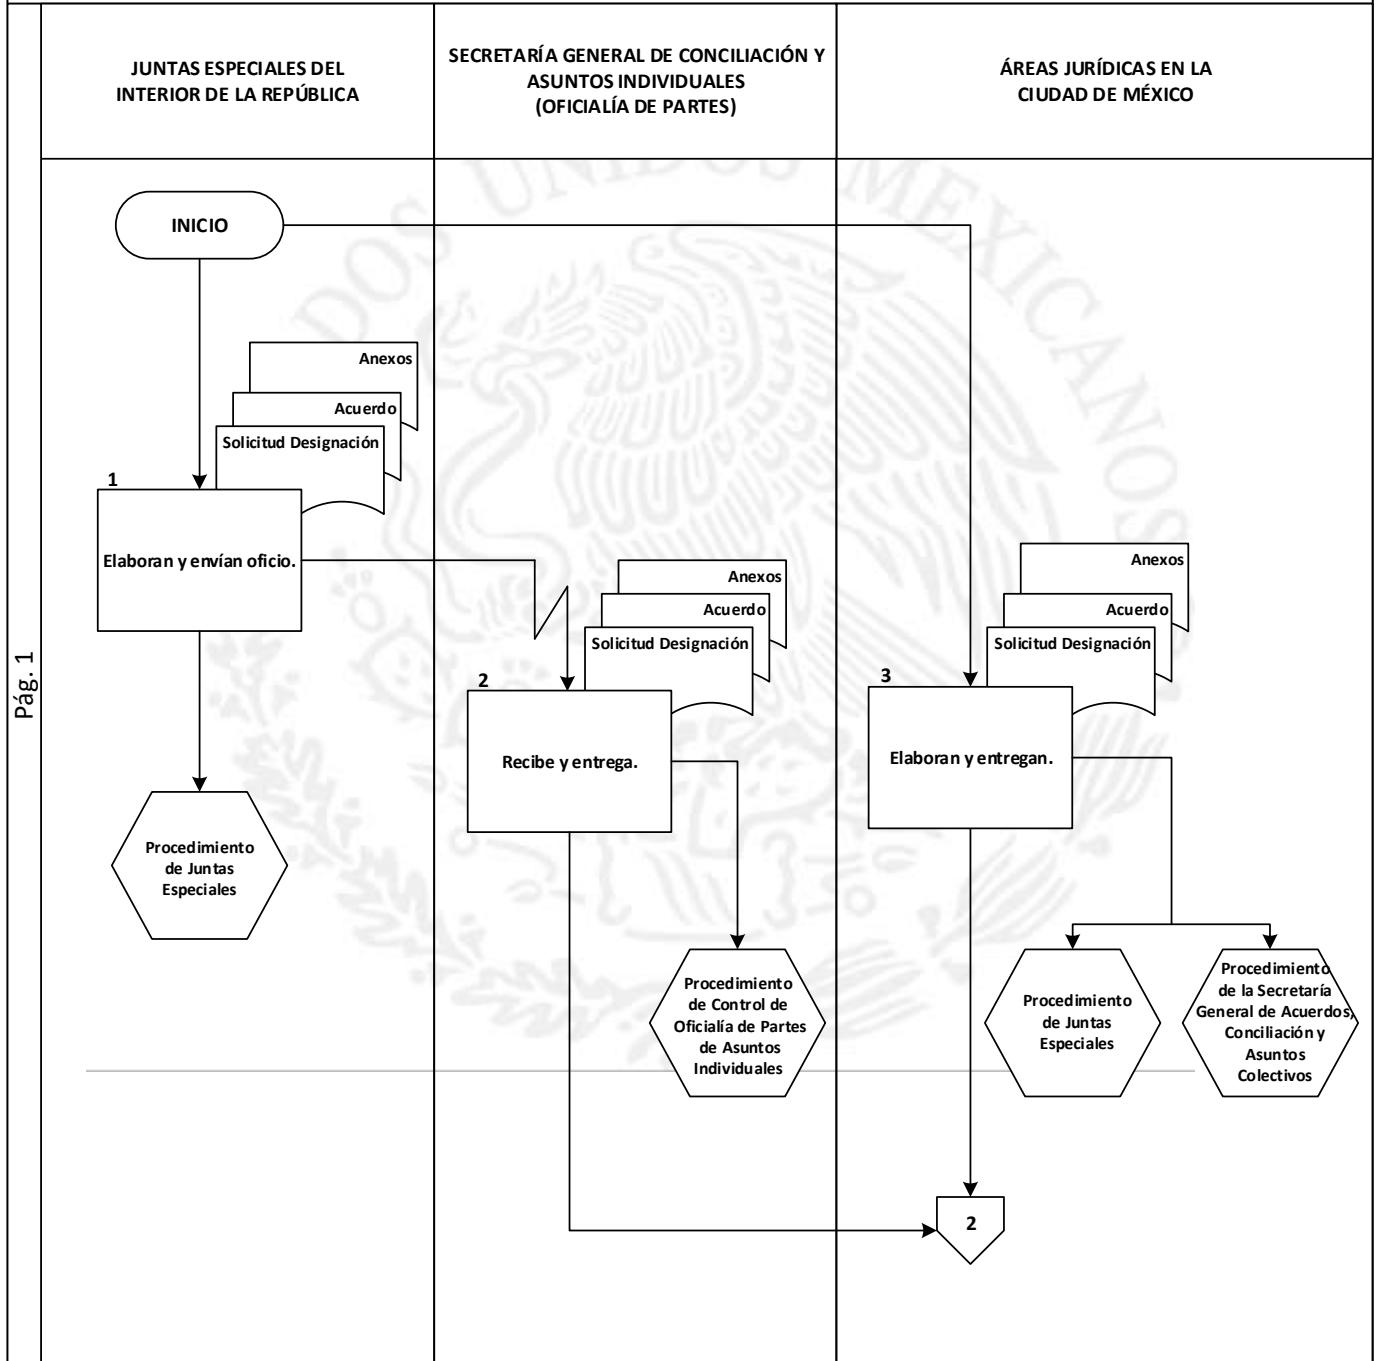 JUNTAS ESPECIALES DEL
INTERIOR DE LA REPÚBLICA
SECRETARÍA GENERAL DE CONCILIACIÓN Y
ASUNTOS INDIVIDUALES
(OFICIALÍA DE PARTES)
ÁREAS JURÍDICAS EN LA
CIUDAD DE MÉXICO
Pág. 1
DOS UNIDOS MEXICANOS
INICIO
Anexos
Acuerdo
Solicitud Designación
1
Elaboran y envían oficio.
Procedimiento
de Juntas
Especiales
Anexos
Acuerdo
Solicitud Designación
2
Recibe y entrega.
Procedimiento
de Control de
Oficialía de Partes
de Asuntos
Individuales
Anexos
Acuerdo
Solicitud Designación
3
Elaboran y entregan.
Procedimiento
de Juntas
Especiales
Procedimiento
de la Secretaría
General de Acuerdos,
Conciliación y
Asuntos
Colectivos
2